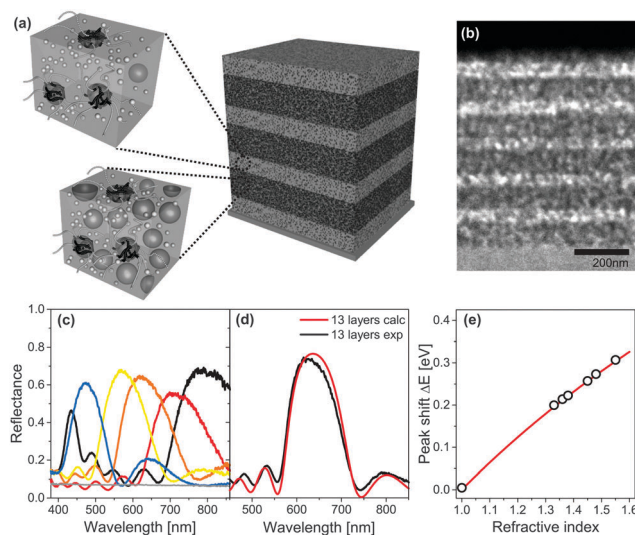 (a)
(b)
200nm
(c)
(d)
(e)
13 layers calc
13 layers exp
1.0
0.8
0.6
0.4
0.2
0.0
Reflectance
400 500 600 700 800
Wavelength [nm]
500 600 700 800
Wavelength [nm]
0.4
0.3
0.2
0.1
0.0
Peak shift ΔE [eV]
1.0 1.1 1.2 1.3 1.4 1.5 1.6
Refractive index